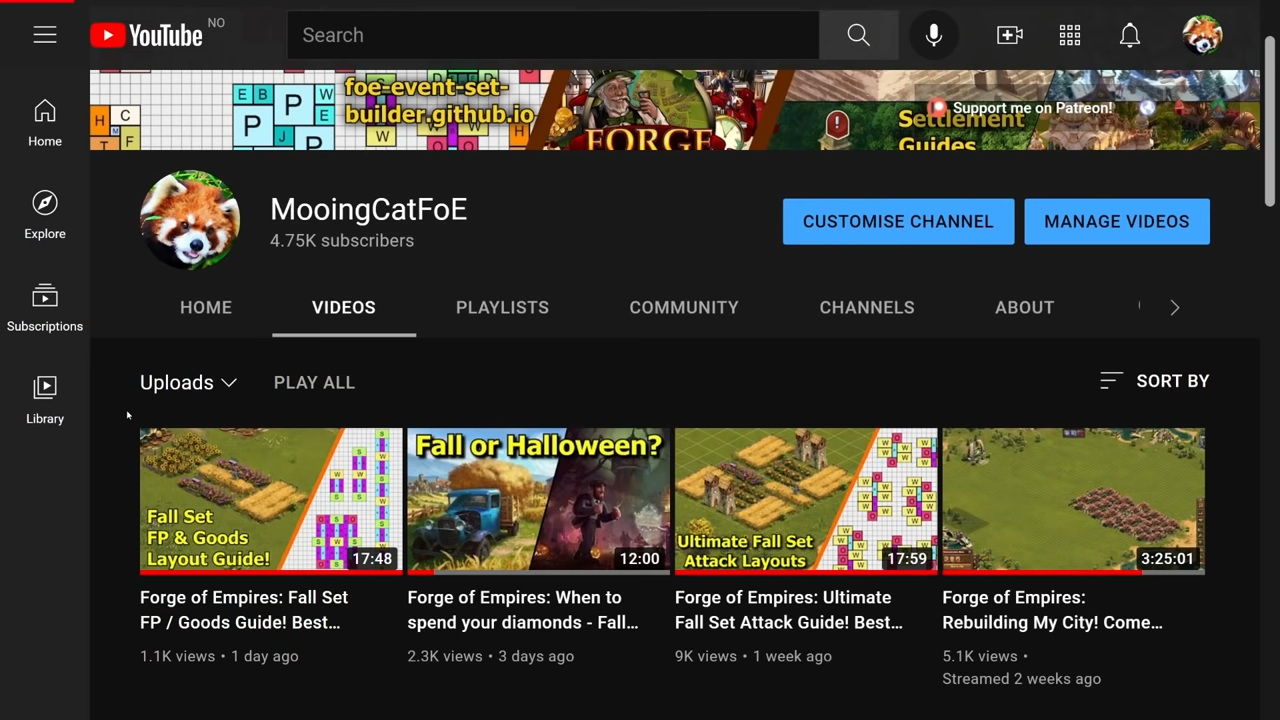 YouTube NO
Search
foe-event-set-
builder.github.io
FORGE
Support me on Patreon!
Settlement
Guides
Home
Explore
Subscriptions
Library
MooingCatFoE
4.75K subscribers
CUSTOMISE CHANNEL
MANAGE VIDEOS
HOME
VIDEOS
PLAYLISTS
COMMUNITY
CHANNELS
ABOUT
Uploads
PLAY ALL
SORT BY
Fall Set
FP & Goods
Layout Guide!
17:48
Fall or Halloween?
12:00
Ultimate Fall Set
Attack Layouts
17:59
3:25:01
Forge of Empires: Fall Set
FP / Goods Guide! Best...
1.1K views • 1 day ago
Forge of Empires: When to
spend your diamonds - Fall...
2.3K views • 3 days ago
Forge of Empires: Ultimate
Fall Set Attack Guide! Best...
9K views • 1 week ago
Forge of Empires:
Rebuilding My City! Come...
5.1K views •
Streamed 2 weeks ago